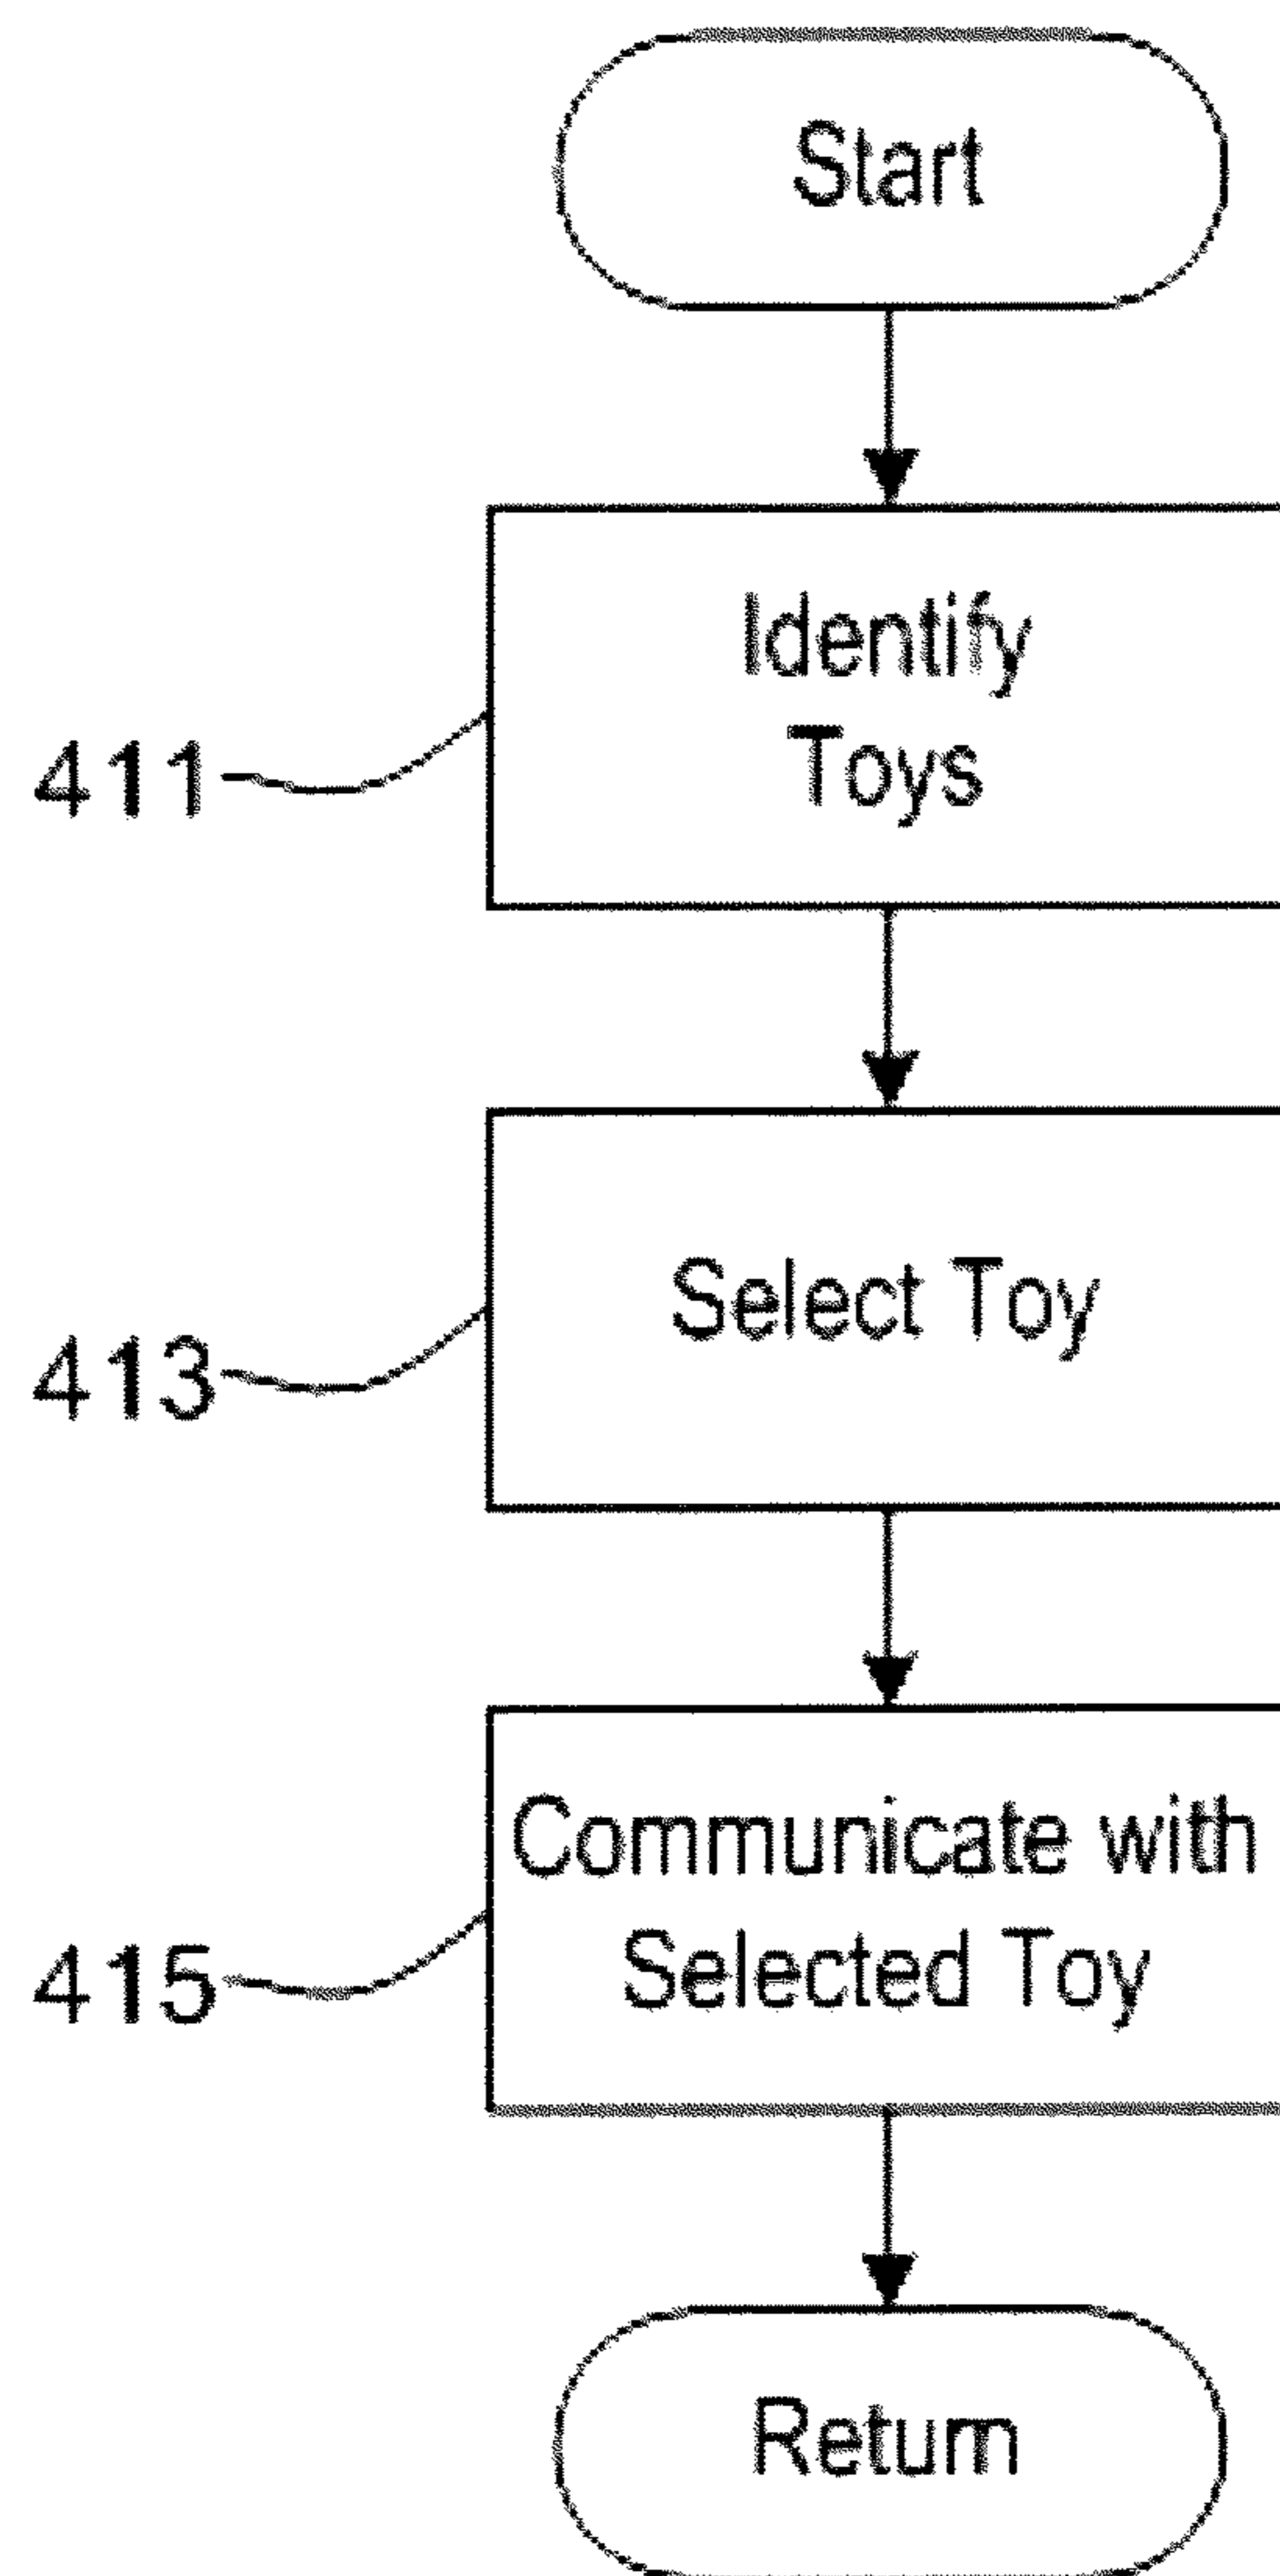 Start
Identify
Toys
411
Select Toy
413
Communicate with
Selected Toy
415
Return